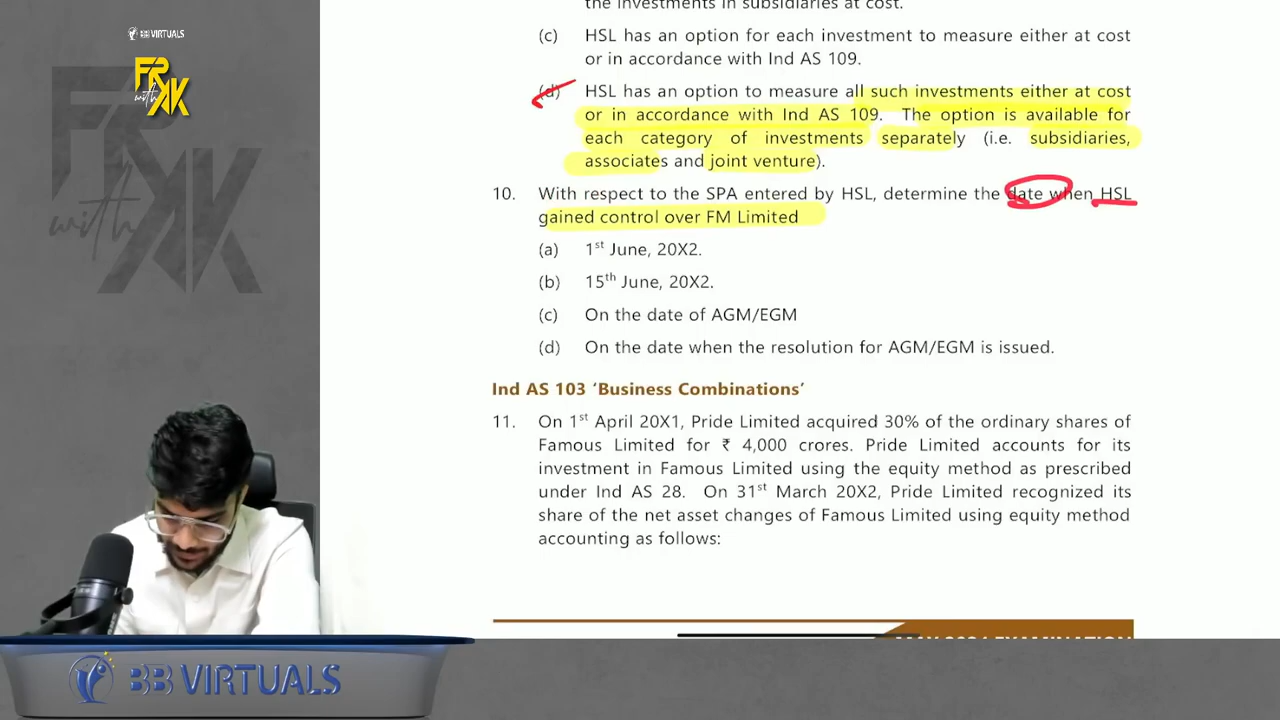 BB VIRTUALS
FR
with
AK
FR
with
AK
the investments in subsidiaries at cost.
(c) HSL has an option for each investment to measure either at cost
or in accordance with Ind AS 109.
(d) HSL has an option to measure all such investments either at cost
or in accordance with Ind AS 109. The option is available for
each category of investments separately (i.e. subsidiaries,
associates and joint venture).
10. With respect to the SPA entered by HSL, determine the date when HSL
gained control over FM Limited
(a) 1st June, 20X2.
(b) 15th June, 20X2.
(c) On the date of AGM/EGM
(d) On the date when the resolution for AGM/EGM is issued.
Ind AS 103 ‘Business Combinations’
11. On 1st April 20X1, Pride Limited acquired 30% of the ordinary shares of
Famous Limited for ₹ 4,000 crores. Pride Limited accounts for its
investment in Famous Limited using the equity method as prescribed
under Ind AS 28. On 31st March 20X2, Pride Limited recognized its
share of the net asset changes of Famous Limited using equity method
accounting as follows:
BB VIRTUALS